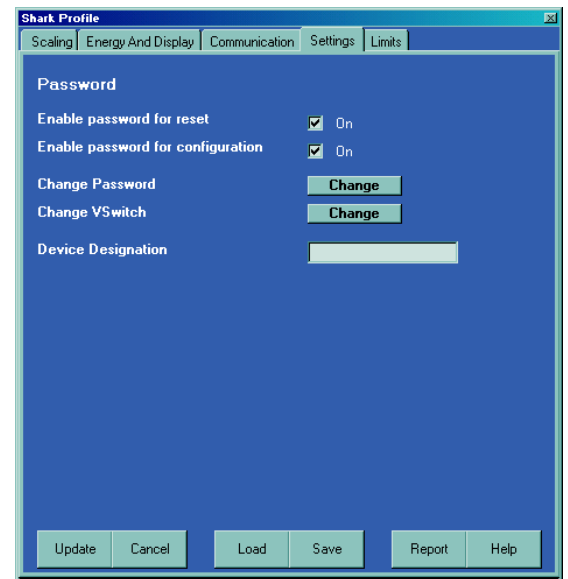 Shark Profile
Scaling Energy And Display Communication Settings Limits
Password
Enable password for reset On
Enable password for configuration On
Change Password Change
Change VSwitch Change
Device Designation
Update Cancel Load Save Report Help